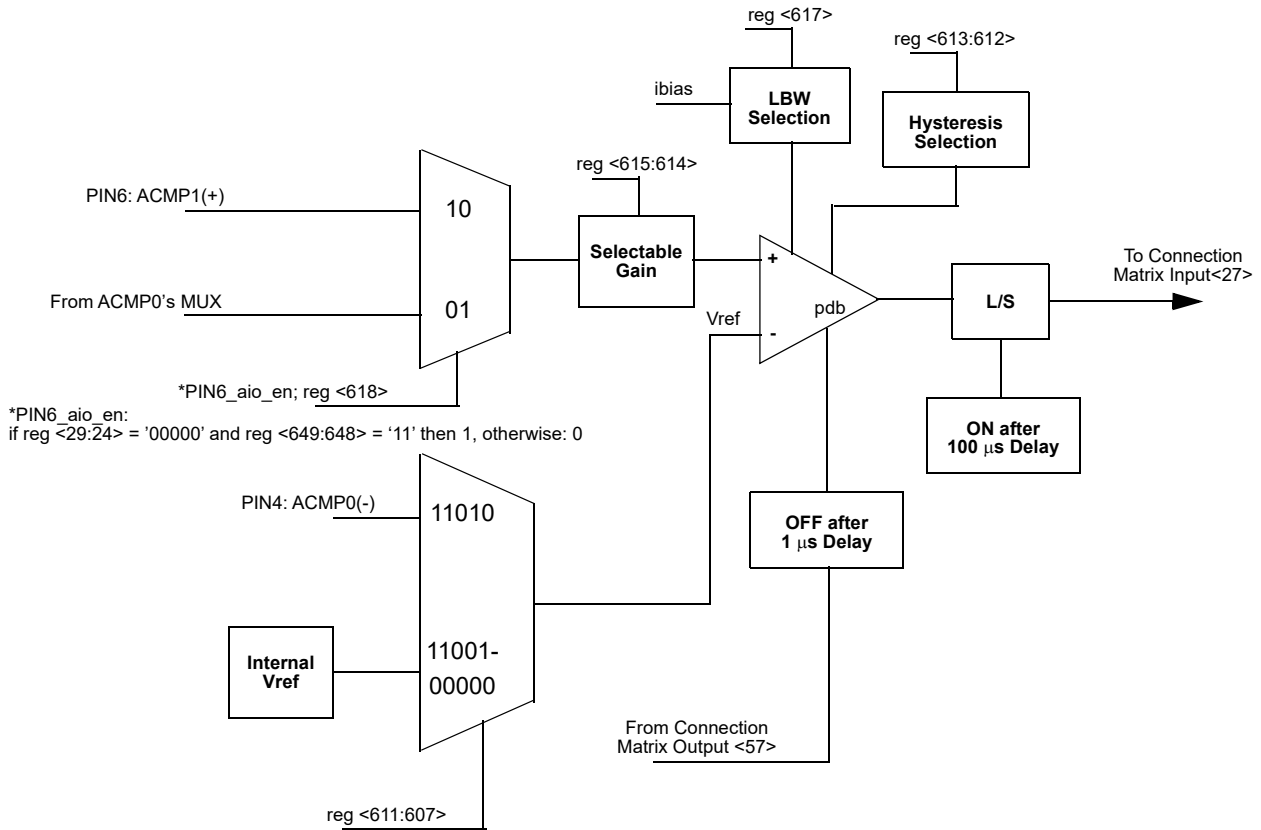 reg <617>
reg <613:612>
ibias
LBW
Selection
Hysteresis
Selection
reg <615:614>
PIN6: ACMP1(+)
10
Selectable
Gain
+
To Connection
Matrix Input<27>
From ACMP0's MUX
01
Vref
pdb
-
L/S
*PIN6_aio_en; reg <618>
*PIN6_aio_en:
if reg <29:24> = ’00000’ and reg <649:648> = ‘11’ then 1, otherwise: 0
ON after
100 μs Delay
PIN4: ACMP0(-)
11010
OFF after
1 μs Delay
Internal
Vref
11001-
00000
From Connection
Matrix Output <57>
reg <611:607>